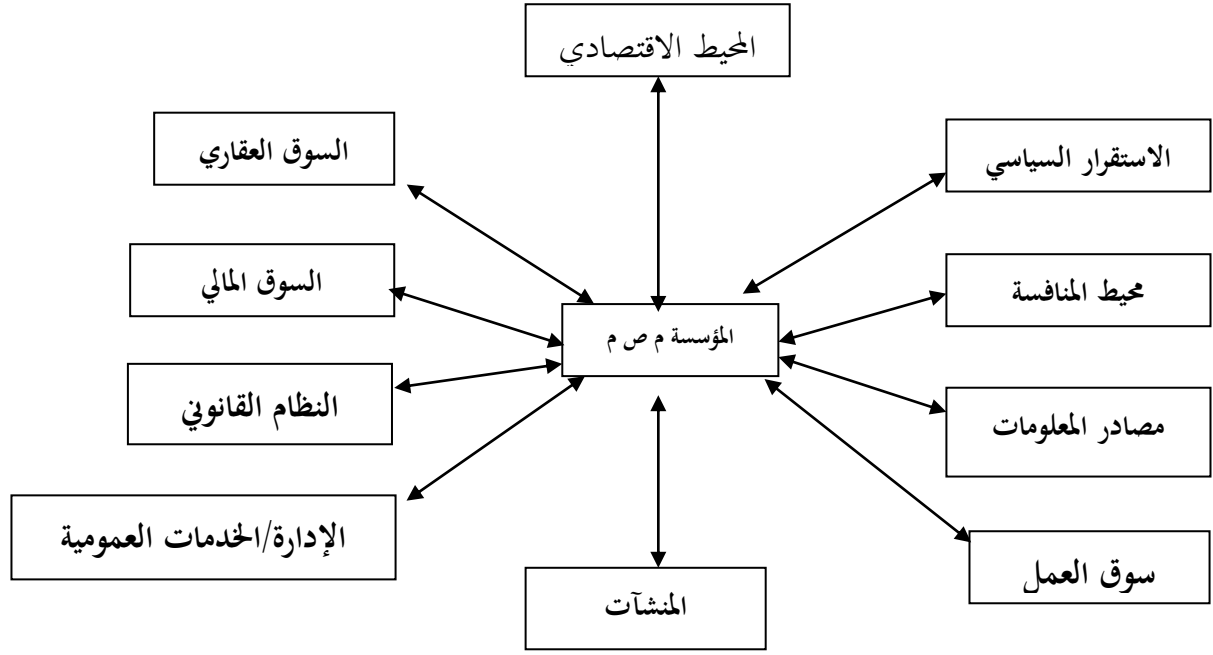 المحيط الاقتصادي
السوق العقاري
الاستقرار السياسي
السوق المالي
محيط المنافسة
المؤسسة م ص م
النظام القانوني
مصادر المعلومات
الإدارة/الخدمات العمومية
سوق العمل
المنشآت